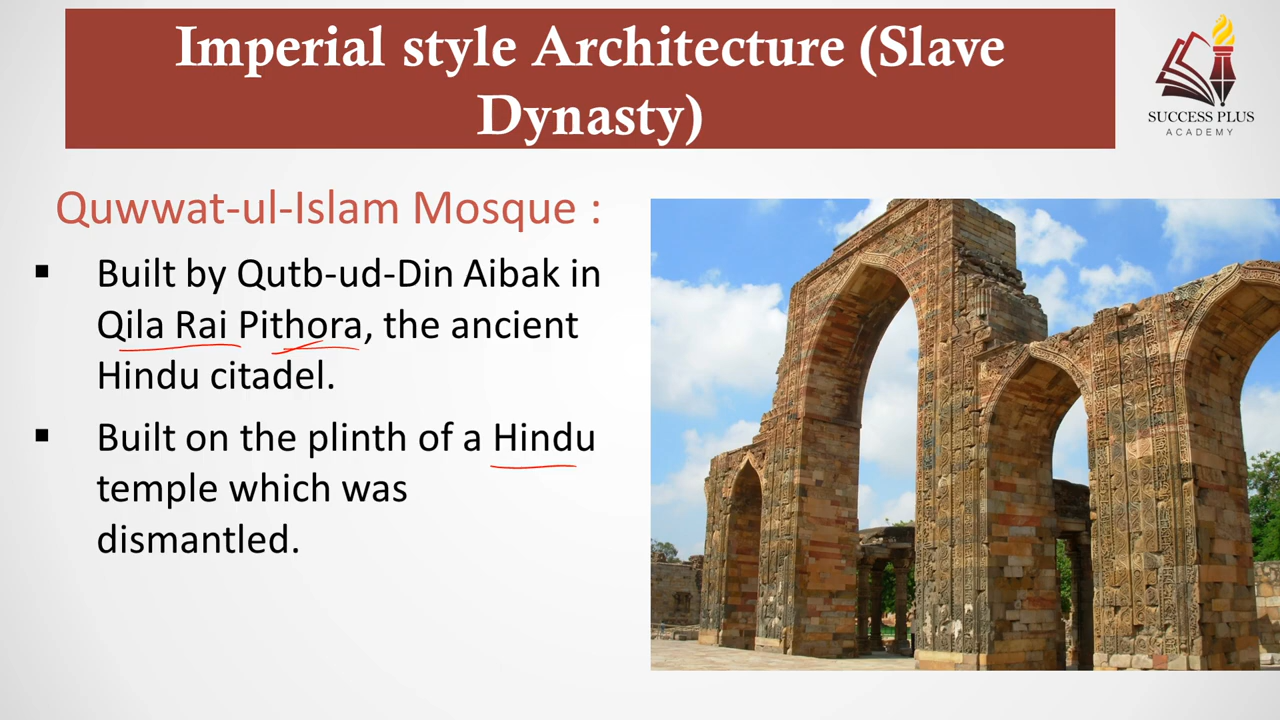 Imperial style Architecture (Slave
Dynasty)
SUCCESS PLUS
ACADEMY
Quwwat-ul-Islam Mosque :
▪ Built by Qutb-ud-Din Aibak in
Qila Rai Pithora, the ancient
Hindu citadel.
▪ Built on the plinth of a Hindu
temple which was
dismantled.